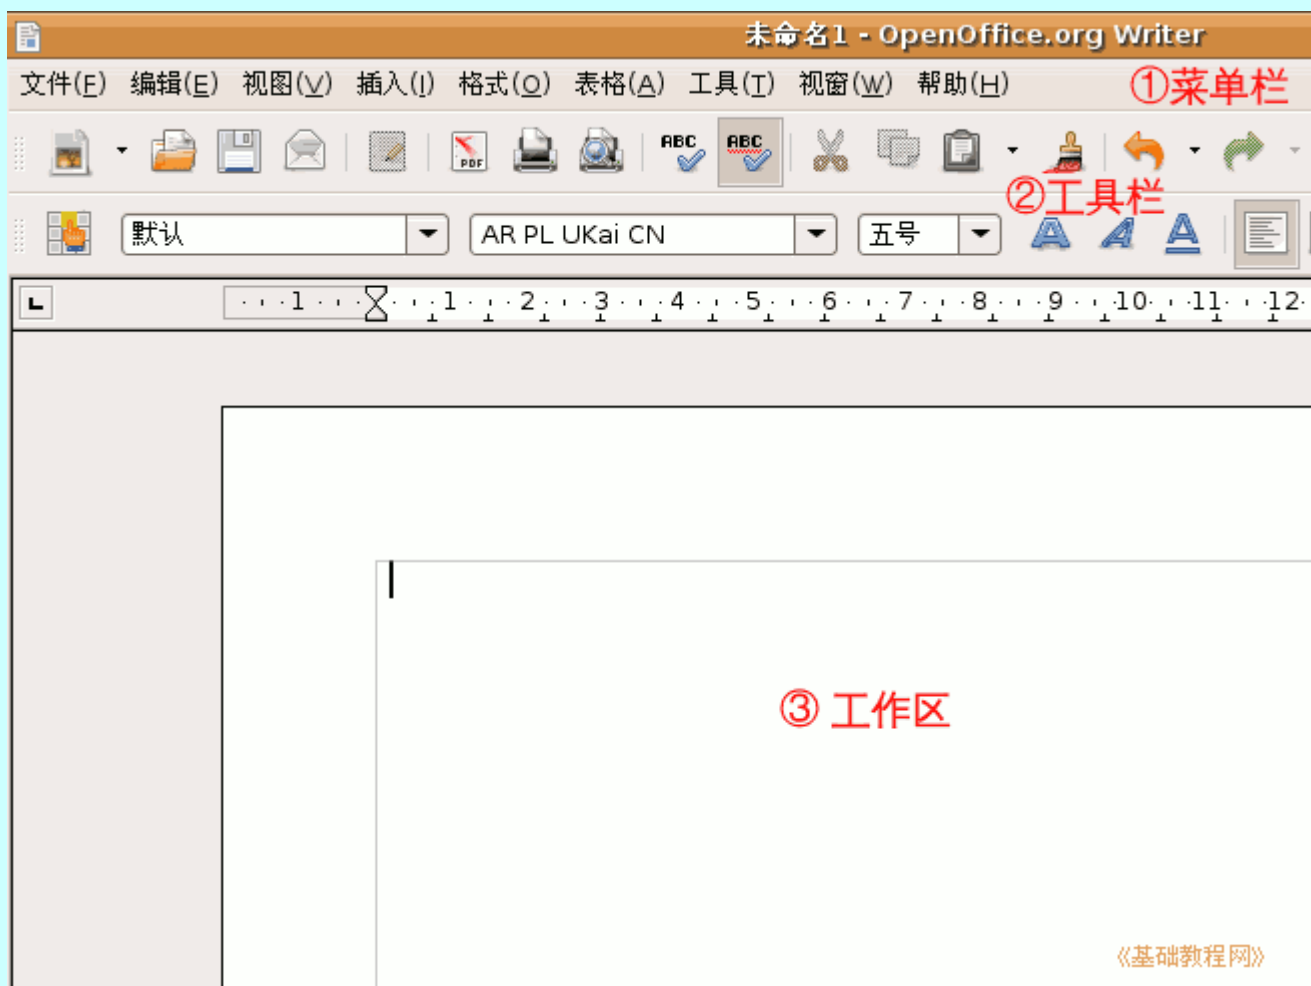 未命名1 - OpenOffice.org Writer
文件(F) 编辑(E) 视图(V) 插入(I) 格式(O) 表格(A) 工具(T) 视窗(W) 帮助(H) ①菜单栏
PDF ABC ABC
②工具栏
默认 AR PL UKai CN 五号 A A A
1 1 2 3 4 5 6 7 8 9 10 11 12
③ 工作区
《基础教程网》